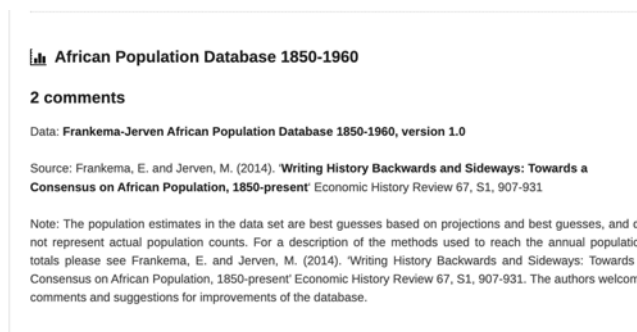 African Population Database 1850-1960
2 comments
Data: Frankema-Jerven African Population Database 1850-1960, version 1.0
Source: Frankema, E. and Jerven, M. (2014). 'Writing History Backwards and Sideways: Towards a
Consensus on African Population, 1850-present' Economic History Review 67, S1, 907-931
Note: The population estimates in the data set are best guesses based on projections and best guesses, and
not represent actual population counts. For a description of the methods used to reach the annual
totals please see Frankema, E. and Jerven, M. (2014). 'Writing History Backwards and Sideways: Towards
Consensus on African Population, 1850-present' Economic History Review 67, S1, 907-931. The authors
comments and suggestions for improvements of the database.